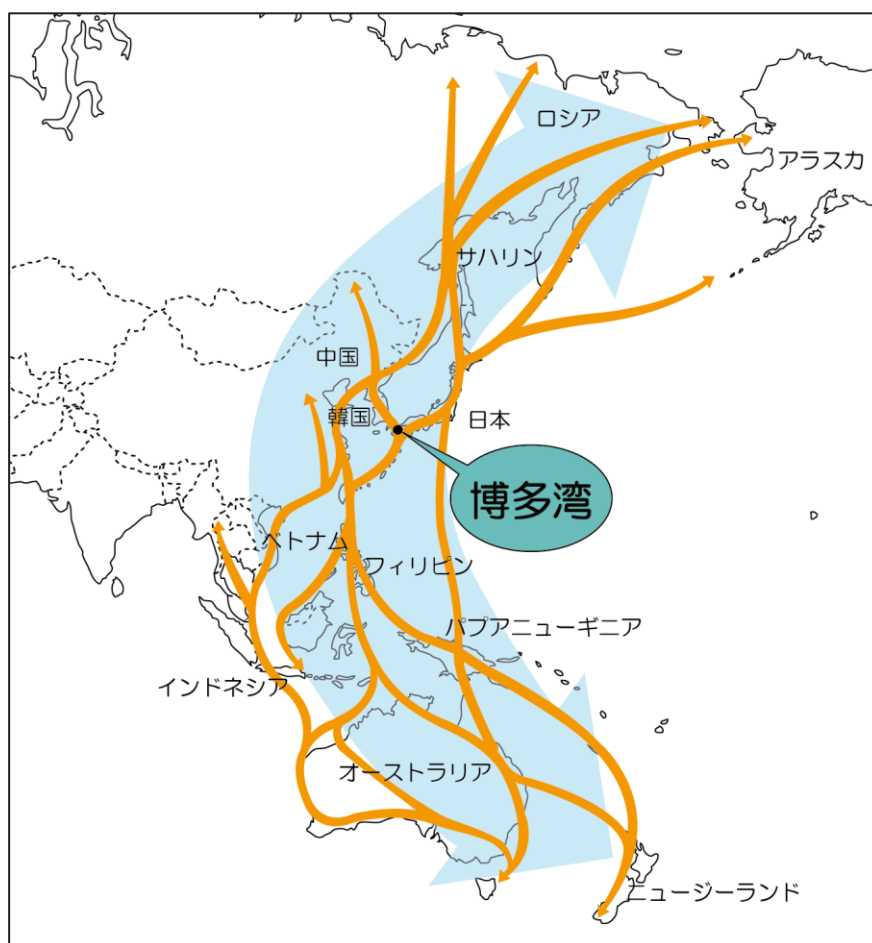 ロシア
アラスカ
サハリン
中国
韓国
日本
博多湾
ベトナム
フィリピン
パプアニューギニア
インドネシア
オーストラリア
ニュージーランド